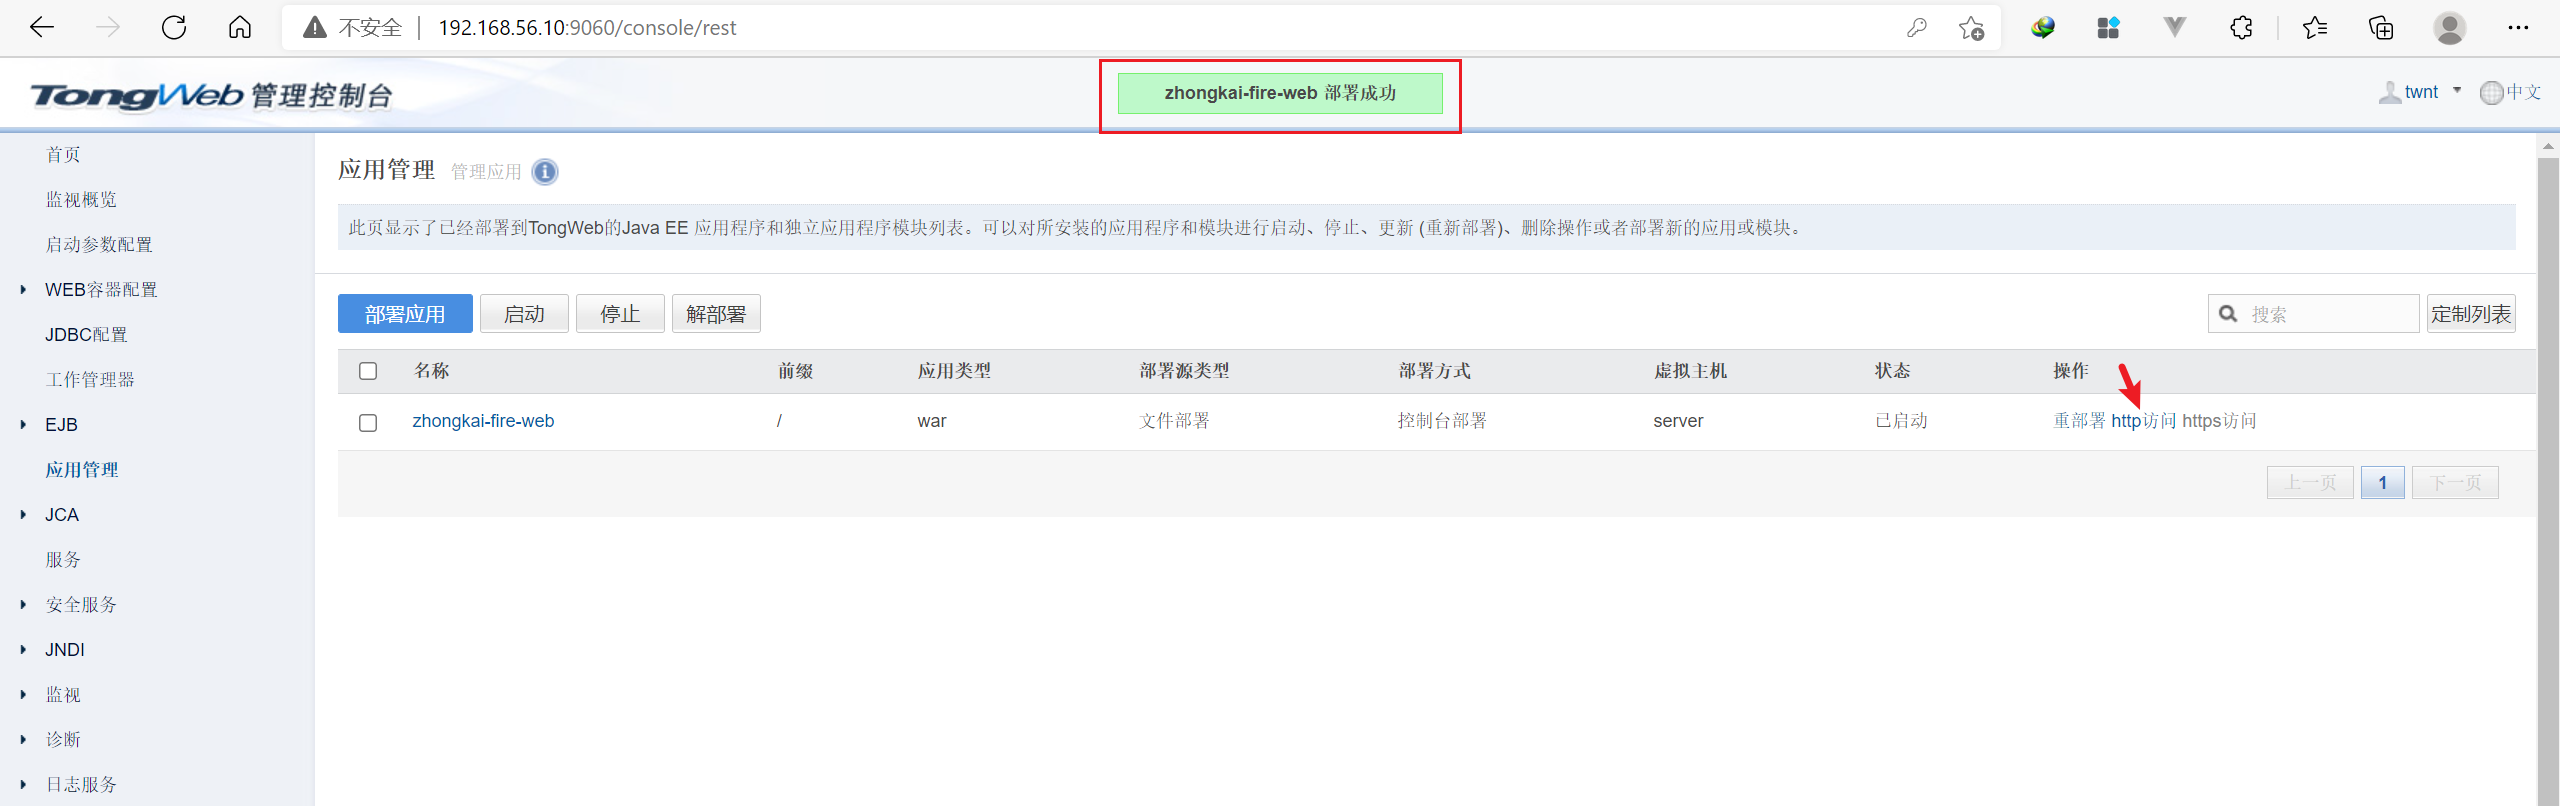 不安全 | 192.168.56.10:9060/console/rest
TongWeb 管理控制台
zhongkai-fire-web 部署成功
twnt
中文
首页
监视概览
启动参数配置
WEB容器配置
JDBC配置
工作管理器
EJB
应用管理
JCA
服务
安全服务
JNDI
监视
诊断
日志服务
应用管理 管理应用
此页显示了已经部署到TongWeb的Java EE 应用程序和独立应用程序模块列表。可以对所安装的应用程序和模块进行启动、停止、更新 (重新部署)、删除操作或者部署新的应用或模块。
部署应用 启动 停止 解部署 搜索 定制列表
名称 前缀 应用类型 部署源类型 部署方式 虚拟主机 状态 操作
zhongkai-fire-web / war 文件部署 控制台部署 server 已启动 重部署 http访问 https访问
上一页 1 下一页